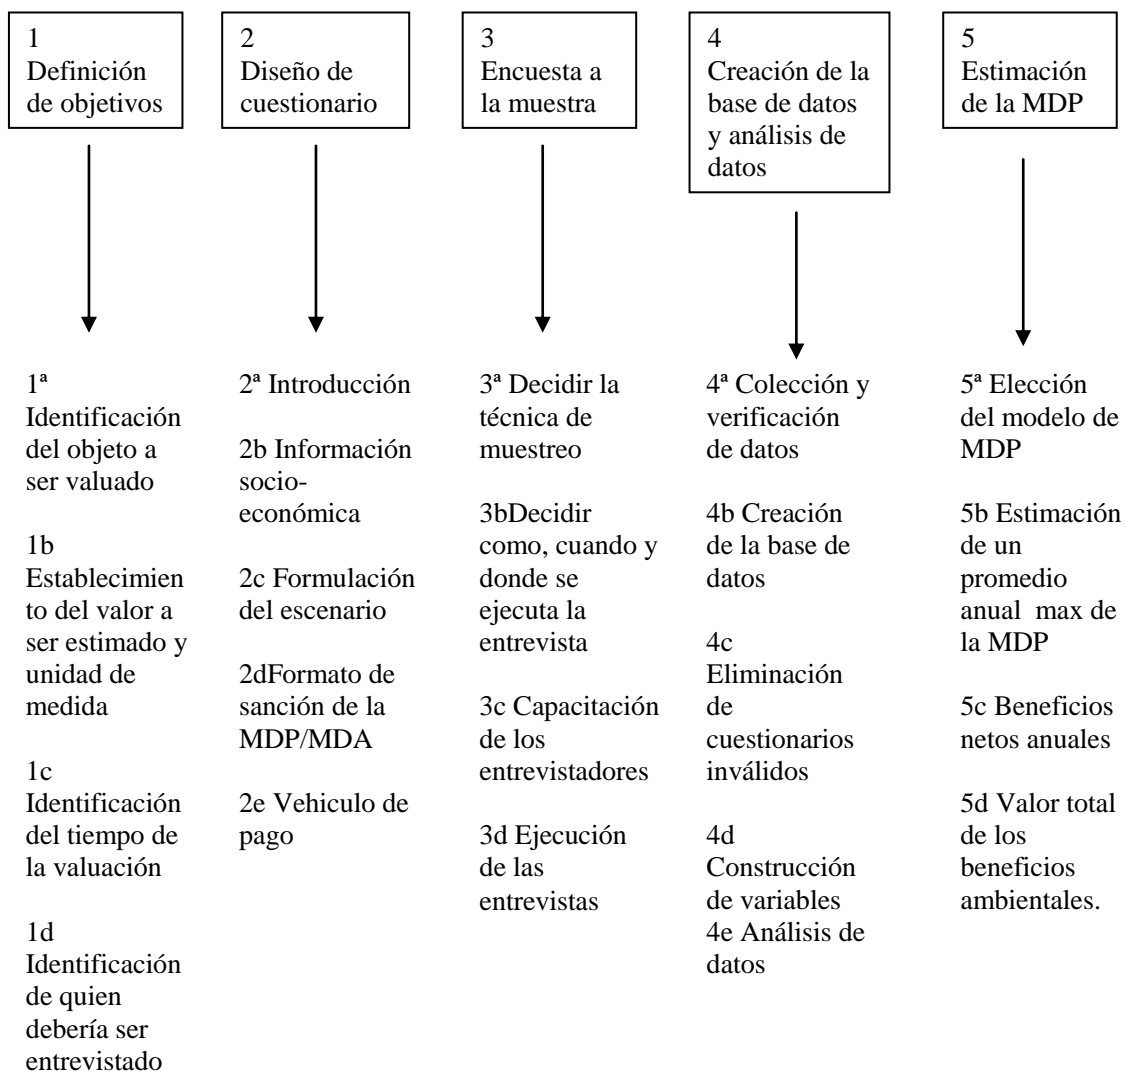 1
Definición
de objetivos
2
Diseño de
cuestionario
3
Encuesta a
la muestra
4
Creación de la
base de datos
y análisis de
datos
5
Estimación
de la MDP
1ª
Identificación
del objeto a
ser valuado
1b
Establecimien
to del valor a
ser estimado y
unidad de
medida
1c
Identificación
del tiempo de
la valuación
1d
Identificación
de quien
debería ser
entrevistado
2ª Introducción
2b Información
socio-
económica
2c Formulación
del escenario
2dFormato de
sanción de la
MDP/MDA
2e Vehiculo de
pago
3ª Decidir la
técnica de
muestreo
3bDecidir
como, cuando y
donde se
ejecuta la
entrevista
3c Capacitación
de los
entrevistadores
3d Ejecución
de las
entrevistas
4ª Colección y
verificación
de datos
4b Creación
de la base de
datos
4c
Eliminación
de
cuestionarios
inválidos
4d
Construcción
de variables
4e Análisis de
datos
5ª Elección
del modelo de
MDP
5b Estimación
de un
promedio
anual  max de
la MDP
5c Beneficios
netos anuales
5d Valor total
de los
beneficios
ambientales.